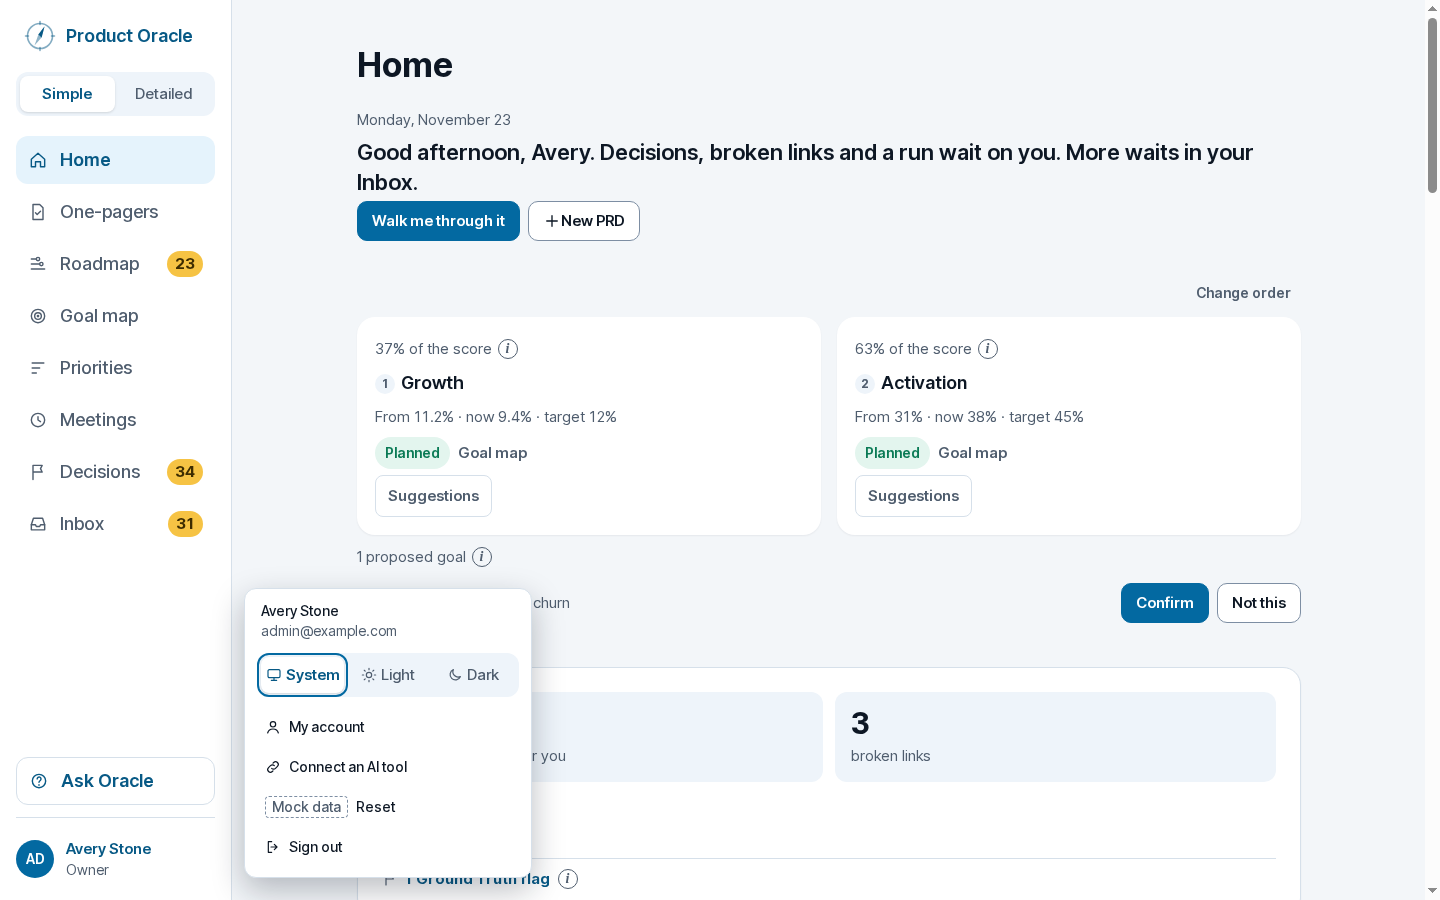 Product Oracle
Simple
Detailed
Home
One-pagers
Roadmap
23
Goal map
Priorities
Meetings
Decisions
34
Inbox
31
Ask Oracle
AD
Avery Stone
Owner
Home
Monday, November 23
Good afternoon, Avery. Decisions, broken links and a run wait on you. More waits in your
Inbox.
Walk me through it
New PRD
Change order
37% of the score
i
1 Growth
From 11.2% · now 9.4% · target 12%
Planned
Goal map
Suggestions
63% of the score
i
2 Activation
From 31% · now 38% · target 45%
Planned
Goal map
Suggestions
1 proposed goal
i
churn
Confirm
Not this
Avery Stone
admin@example.com
System
Light
Dark
My account
Connect an AI tool
Mock data
Reset
Sign out
you
3
broken links
1 Ground Truth flag
i